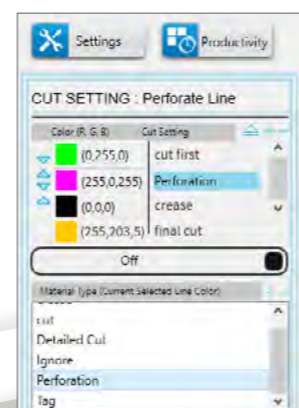 Settings
Productivity
CUT SETTING : Perforate Line
Color (R, G, B) Cut Setting
(0,255,0) cut first
(255,0,255) Perforation
(0,0,0) crease
(255,203,5) final cut
Off
Material Type (Current Selected Line Color)
cut
Detailed Cut
Ignore
Perforation
Tag